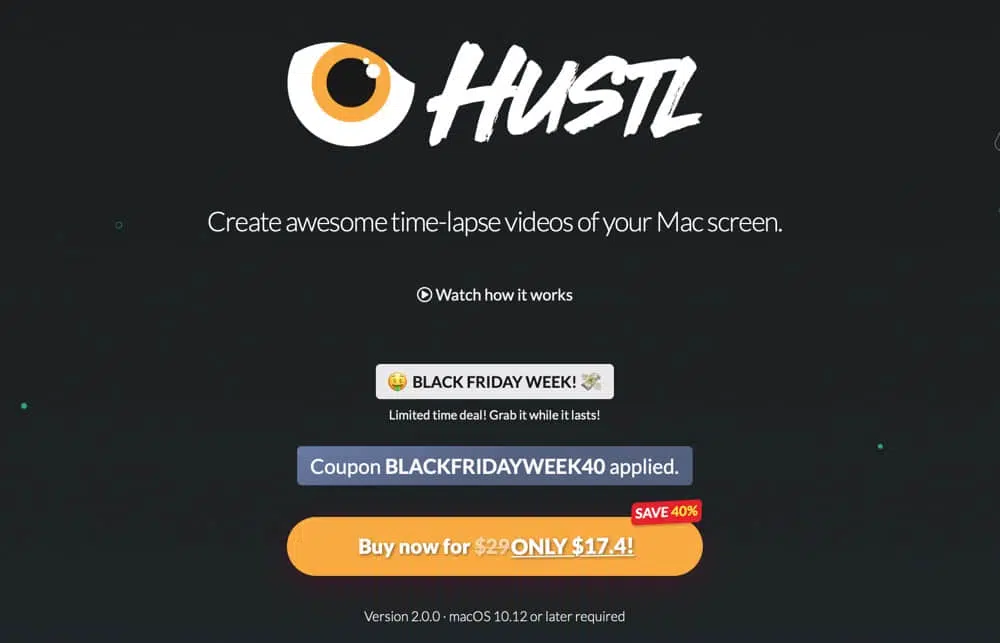 HUSTL
Create awesome time-lapse videos of your Mac screen.
Watch how it works
BLACK FRIDAY WEEK!
Limited time deal! Grab it while it lasts!
Coupon BLACKFRIDAYWEEK40 applied.
SAVE 40%
Buy now for $29 ONLY $17.4!
Version 2.0.0 · macOS 10.12 or later required